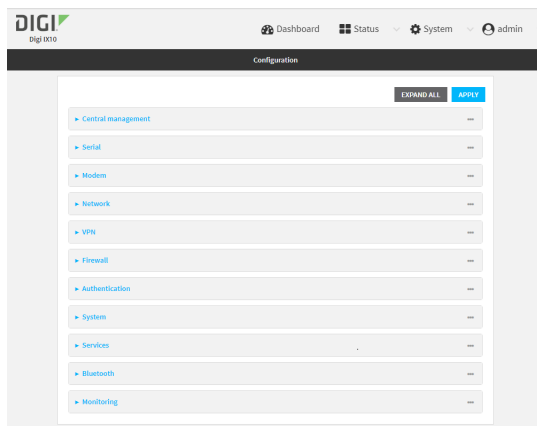 DIGI
Digi IX10
Dashboard Status System admin
Configuration
EXPAND ALL APPLY
Central management
Serial
Modem
Network
VPN
Firewall
Authentication
System
Services
Bluetooth
Monitoring